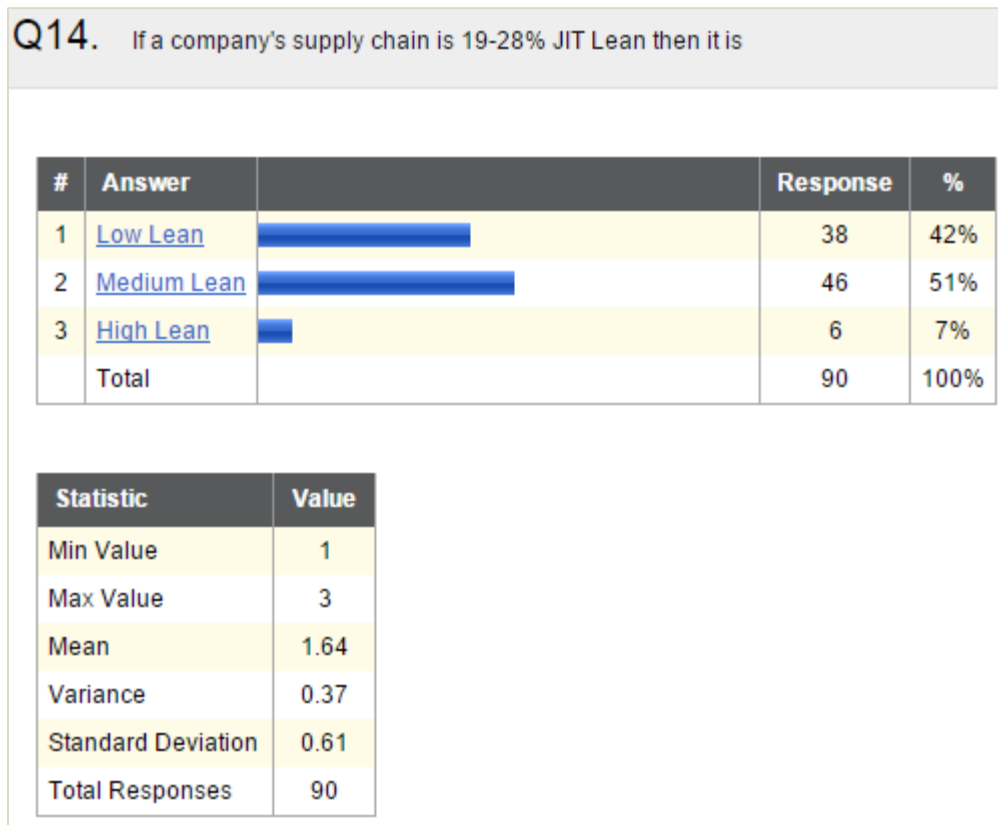 Q14. If a company's supply chain is 19-28% JIT Lean then it is
# Answer Response %
1 Low Lean 38 42%
2 Medium Lean 46 51%
3 High Lean 6 7%
Total 90 100%
Statistic Value
Min Value 1
Max Value 3
Mean 1.64
Variance 0.37
Standard Deviation 0.61
Total Responses 90